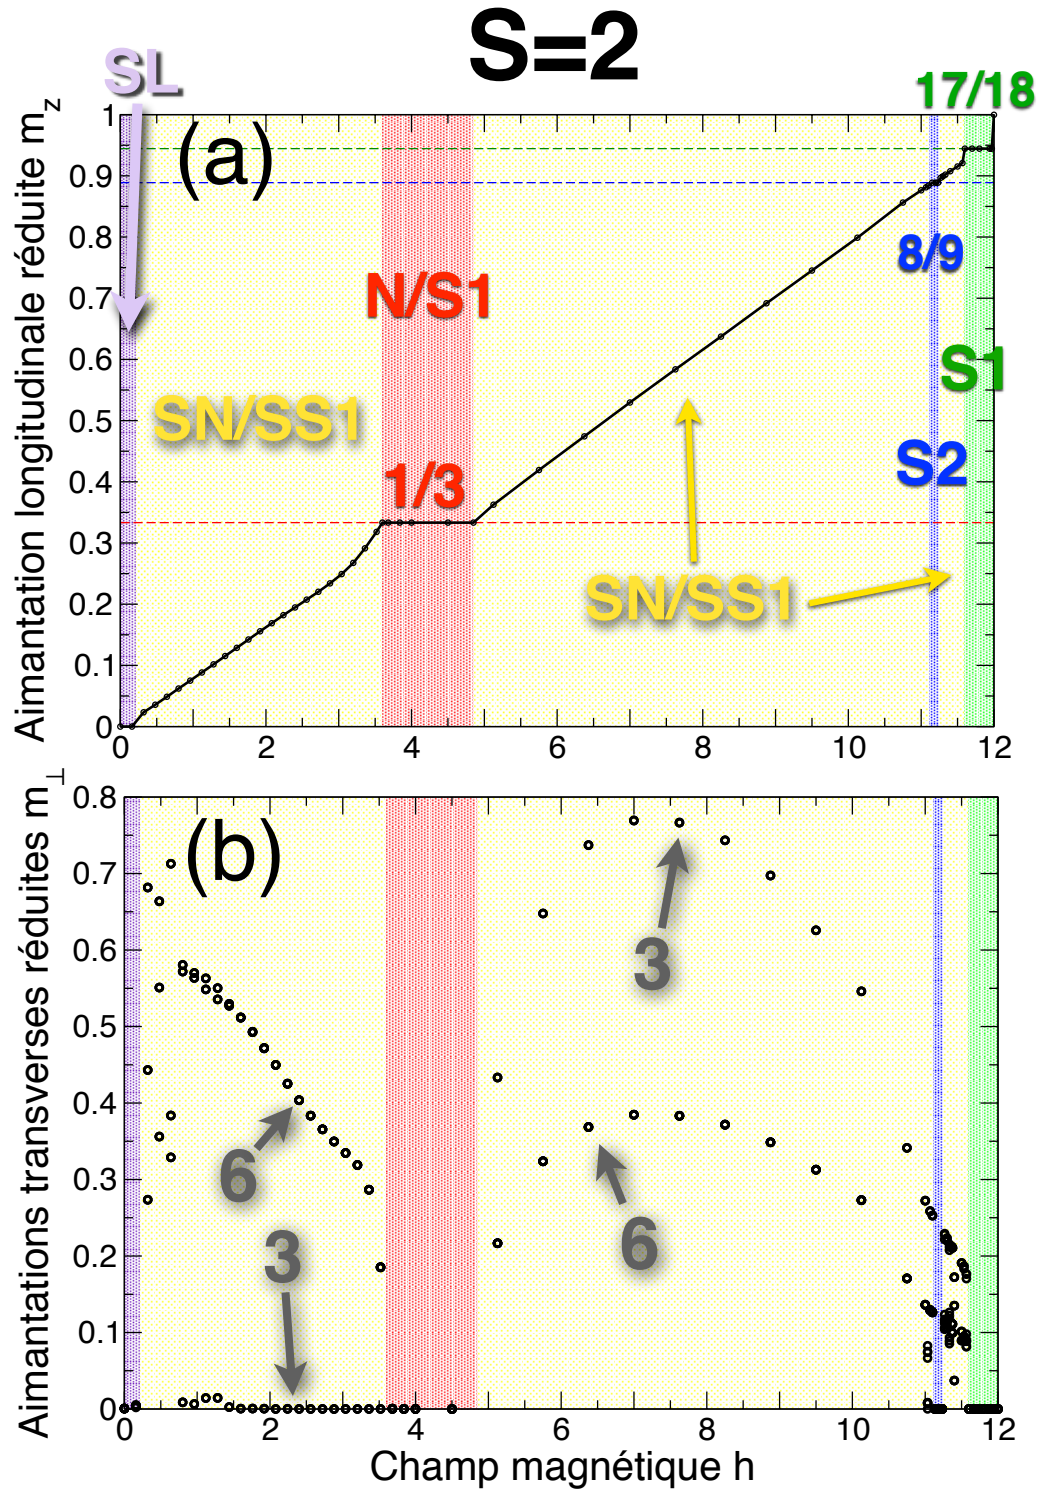 S=2
SL
17/18
(a)
Aimantation longitudinale réduite m_z
1
0.9
0.8
0.7
0.6
0.5
0.4
0.3
0.2
0.1
0
8/9
N/S1
S1
SN/SS1
1/3
S2
SN/SS1
0 2 4 6 8 10 12
(b)
Aimantations transverses réduites m_⊥
0.8
0.7
0.6
0.5
0.4
0.3
0.2
0.1
0
3
6
6
3
0 2 4 6 8 10 12
Champ magnétique h